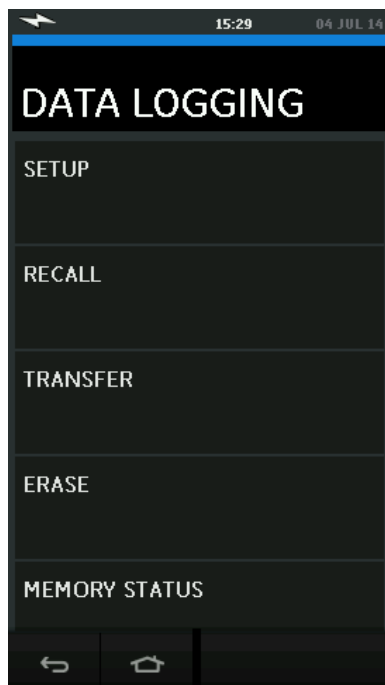 15:29 04 JUL 14
DATA LOGGING
SETUP
RECALL
TRANSFER
ERASE
MEMORY STATUS